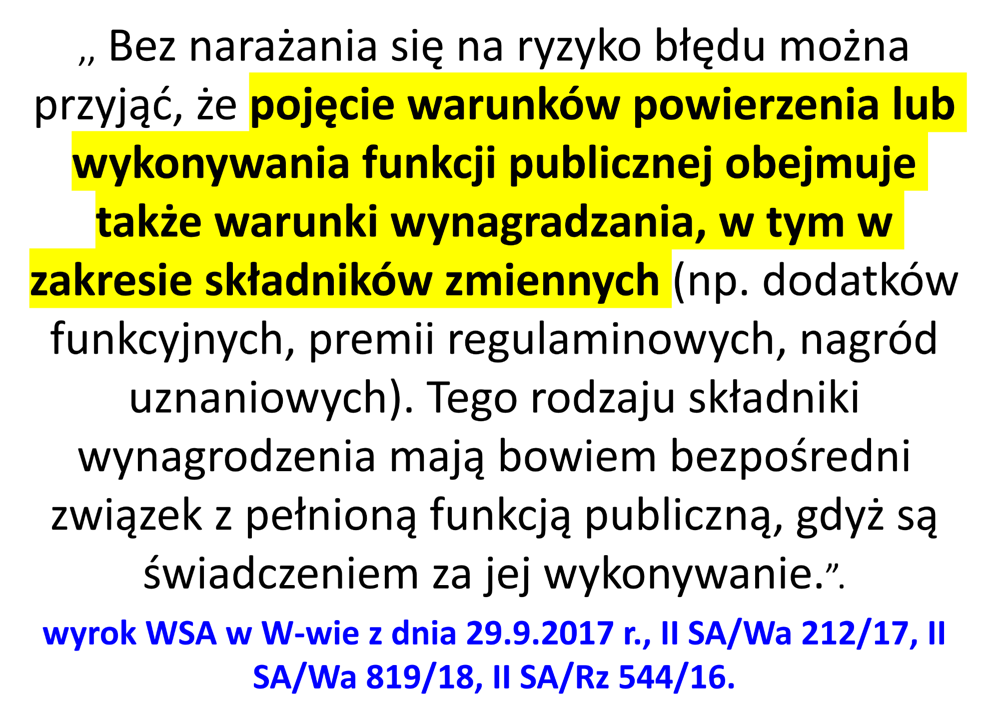 ,, Bez narażania się na ryzyko błędu można
przyjąć, że pojęcie warunków powierzenia lub
wykonywania funkcji publicznej obejmuje
także warunki wynagradzania, w tym w
zakresie składników zmiennych (np. dodatków
funkcyjnych, premii regulaminowych, nagród
uznaniowych). Tego rodzaju składniki
wynagrodzenia mają bowiem bezpośredni
związek z pełnioną funkcją publiczną, gdyż są
świadczeniem za jej wykonywanie.”.
wyrok WSA w W-wie z dnia 29.9.2017 r., II SA/Wa 212/17, II
SA/Wa 819/18, II SA/Rz 544/16.